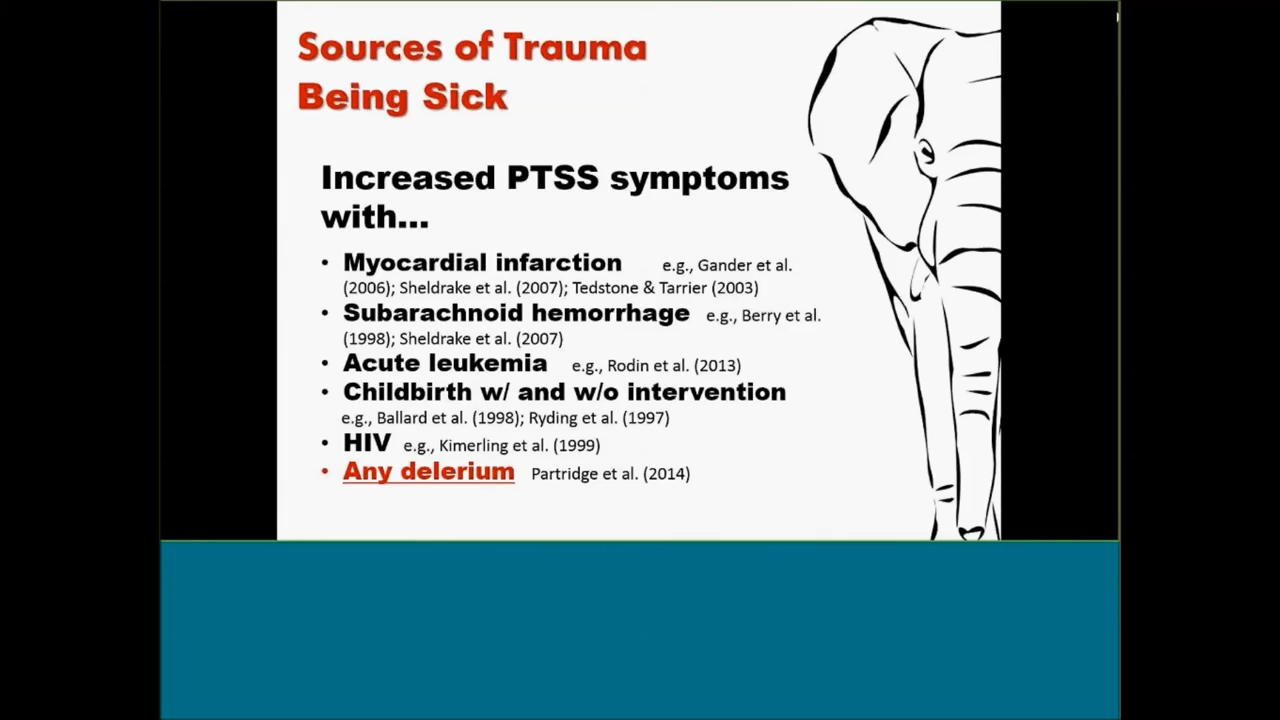 Sources of Trauma
Being Sick
Increased PTSS symptoms
with...
• Myocardial infarction e.g., Gander et al.
(2006); Sheldrake et al. (2007); Tedstone & Tarrier (2003)
• Subarachnoid hemorrhage e.g., Berry et al.
(1998); Sheldrake et al. (2007)
• Acute leukemia e.g., Rodin et al. (2013)
• Childbirth w/ and w/o intervention
e.g., Ballard et al. (1998); Ryding et al. (1997)
• HIV e.g., Kimerling et al. (1999)
• Any delerium Partridge et al. (2014)